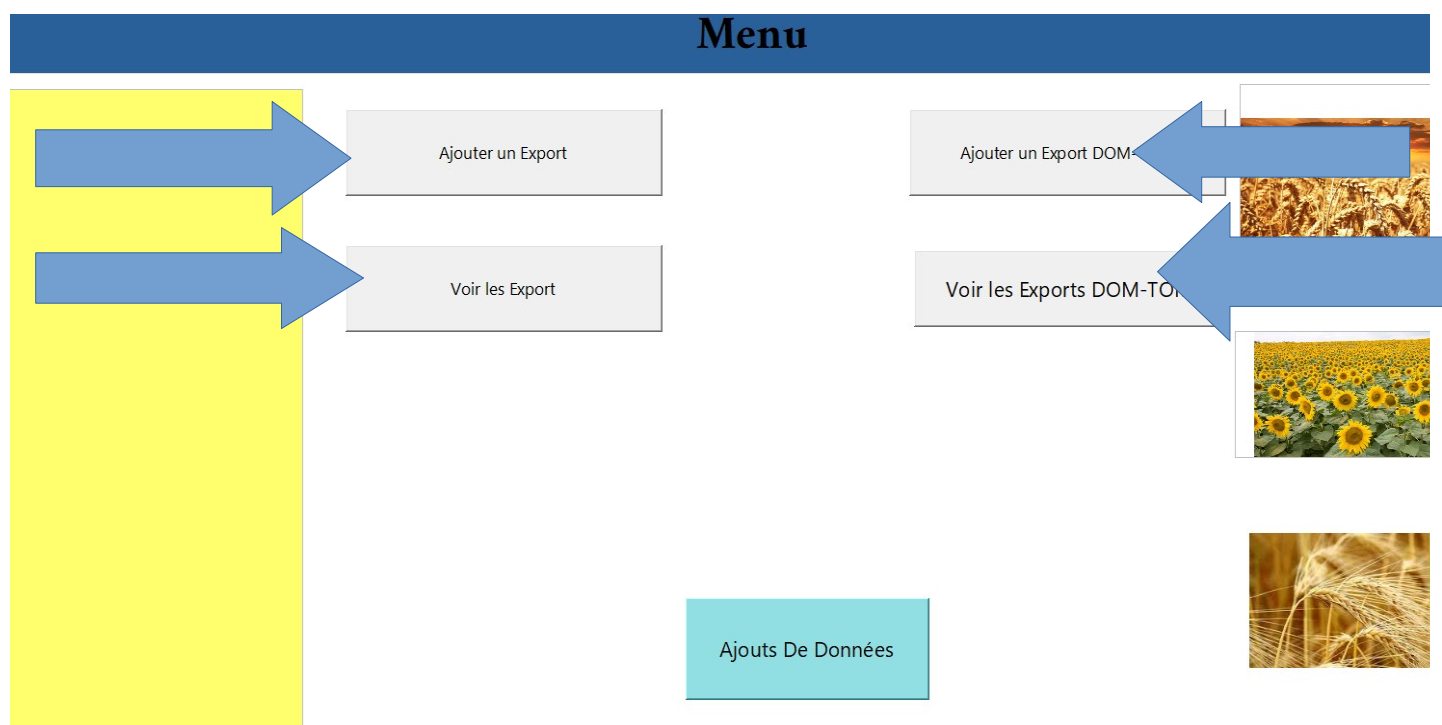 Menu
Ajouter un Export
Ajouter un Export DOM-
Voir les Export
Voir les Exports DOM-TO
Ajouts De Données